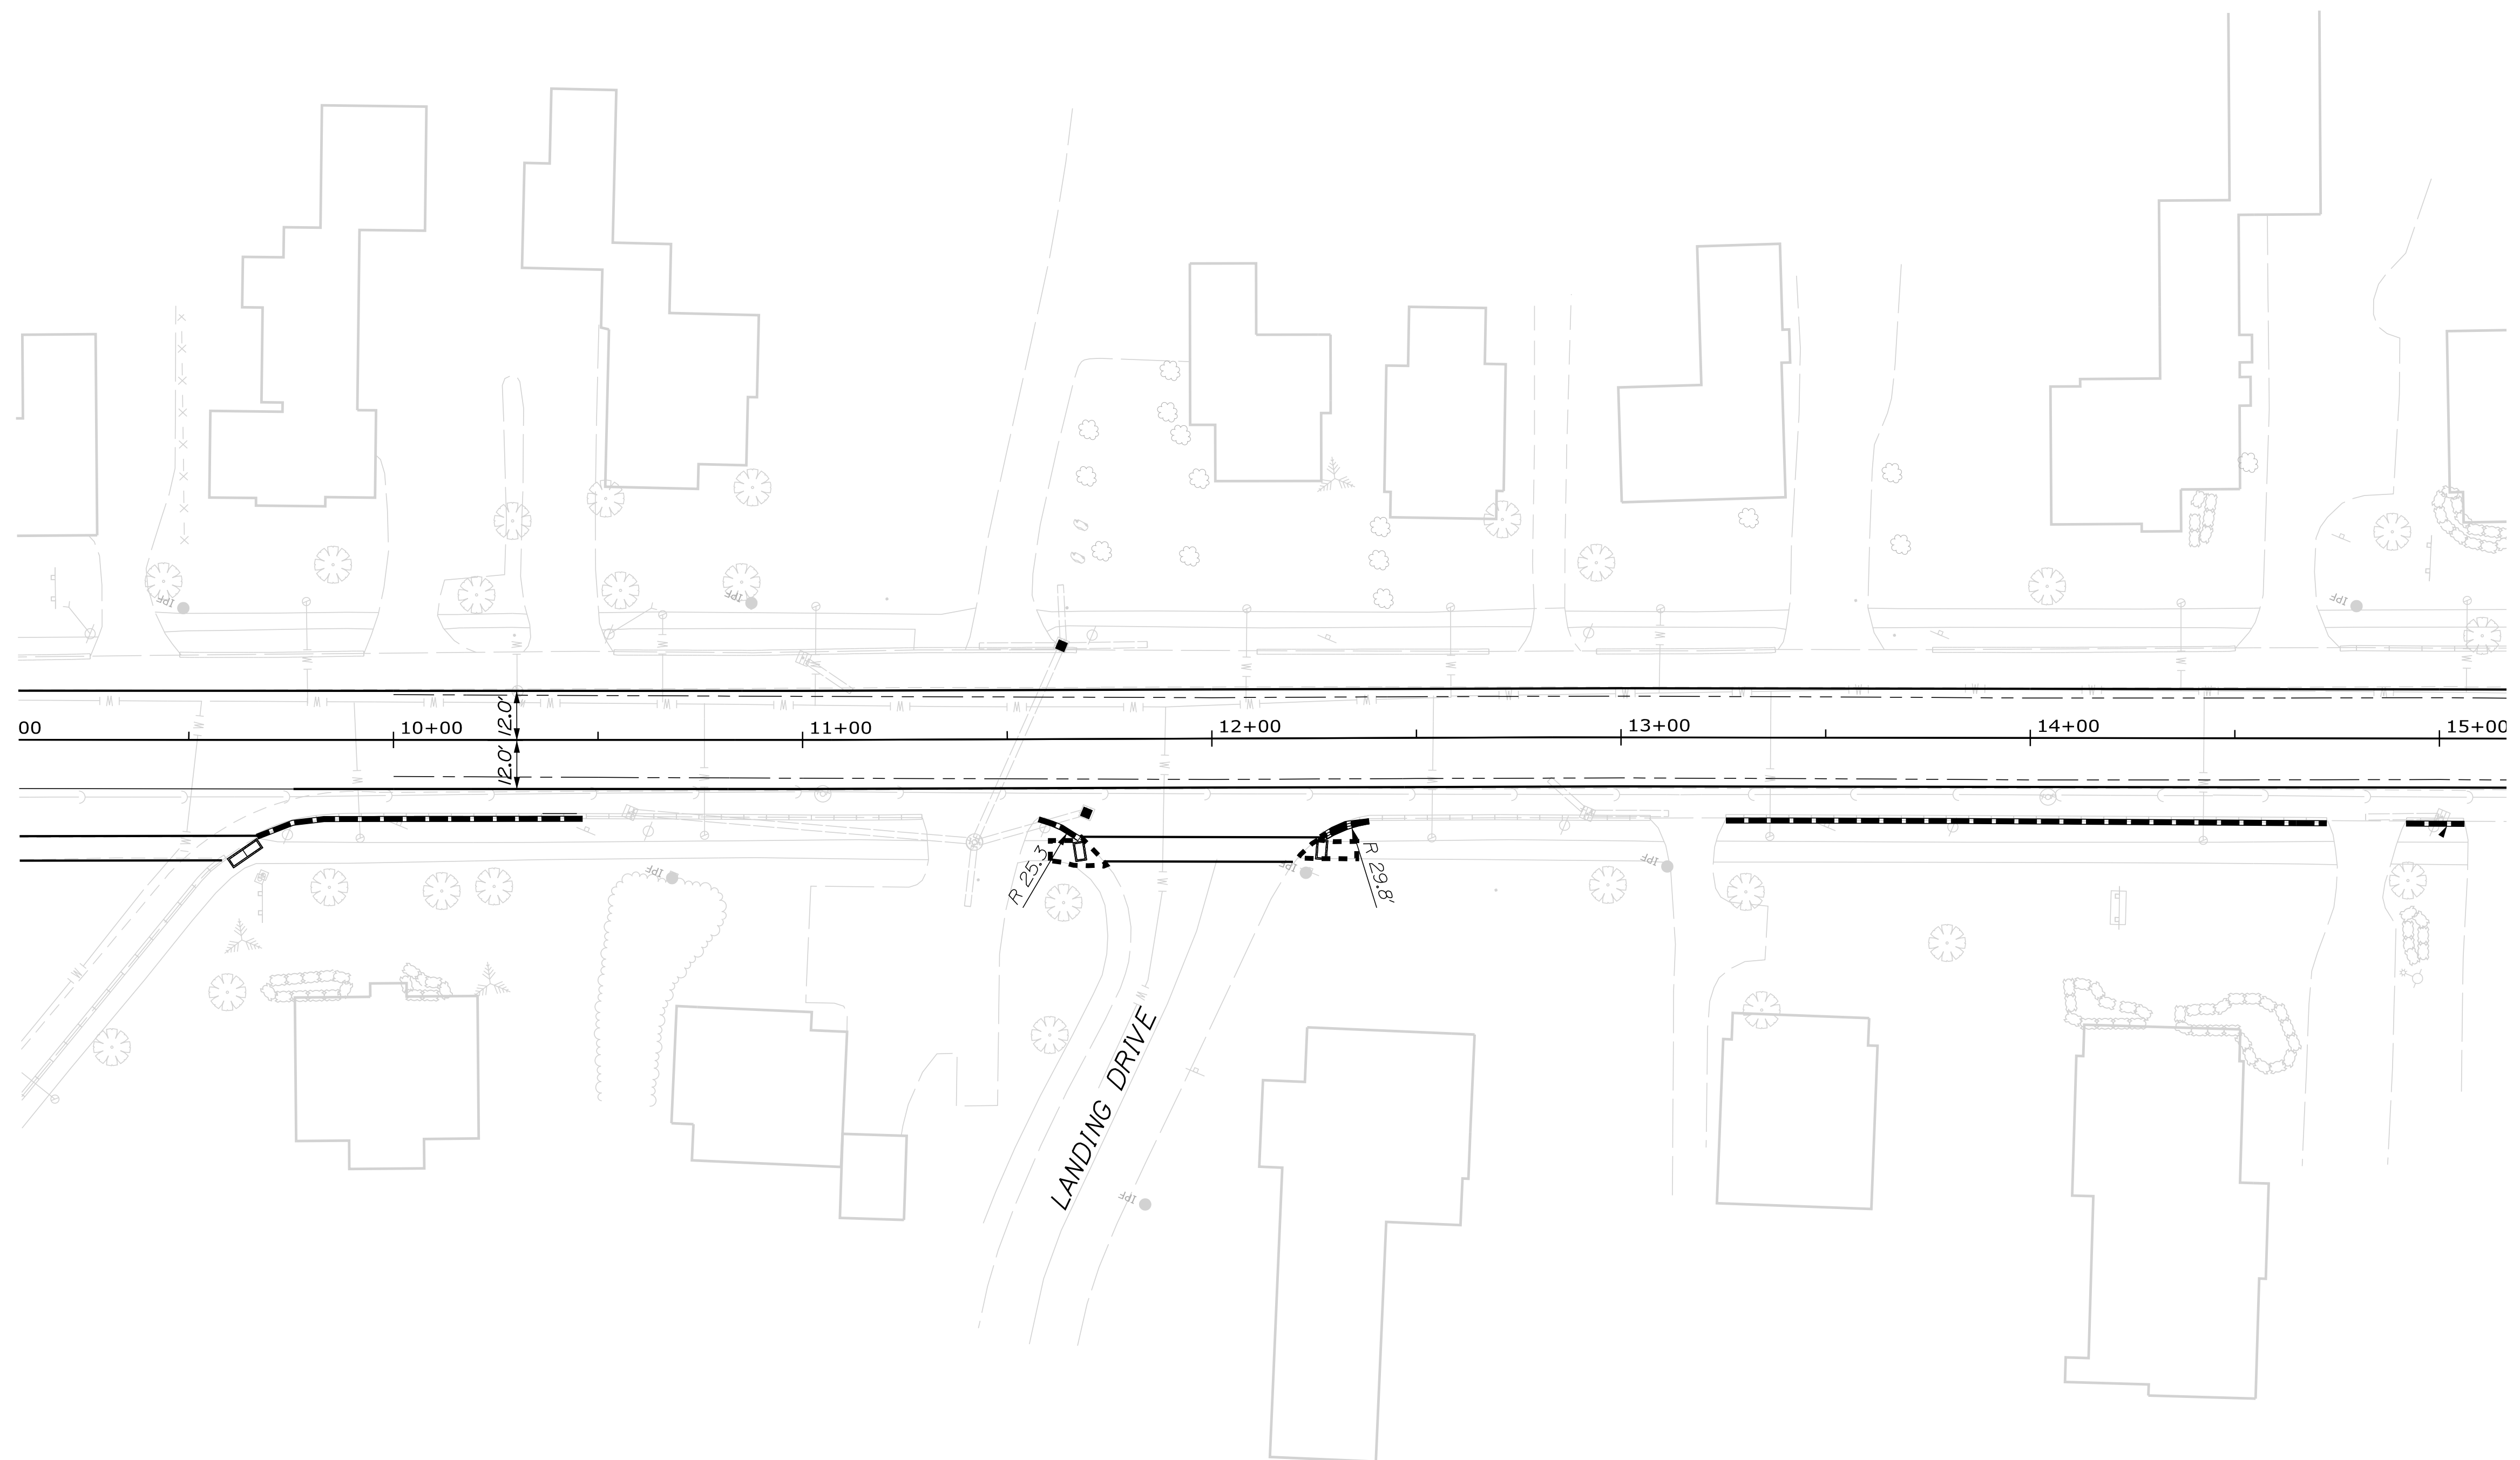 IPF
IPF
IPF
00
10+00
12.0'
11+00
12+00
13+00
14+00
15+00
12.0'
IPF
R 25.3'
IPF
R 29.8'
IPF
LANDING DRIVE
IPF